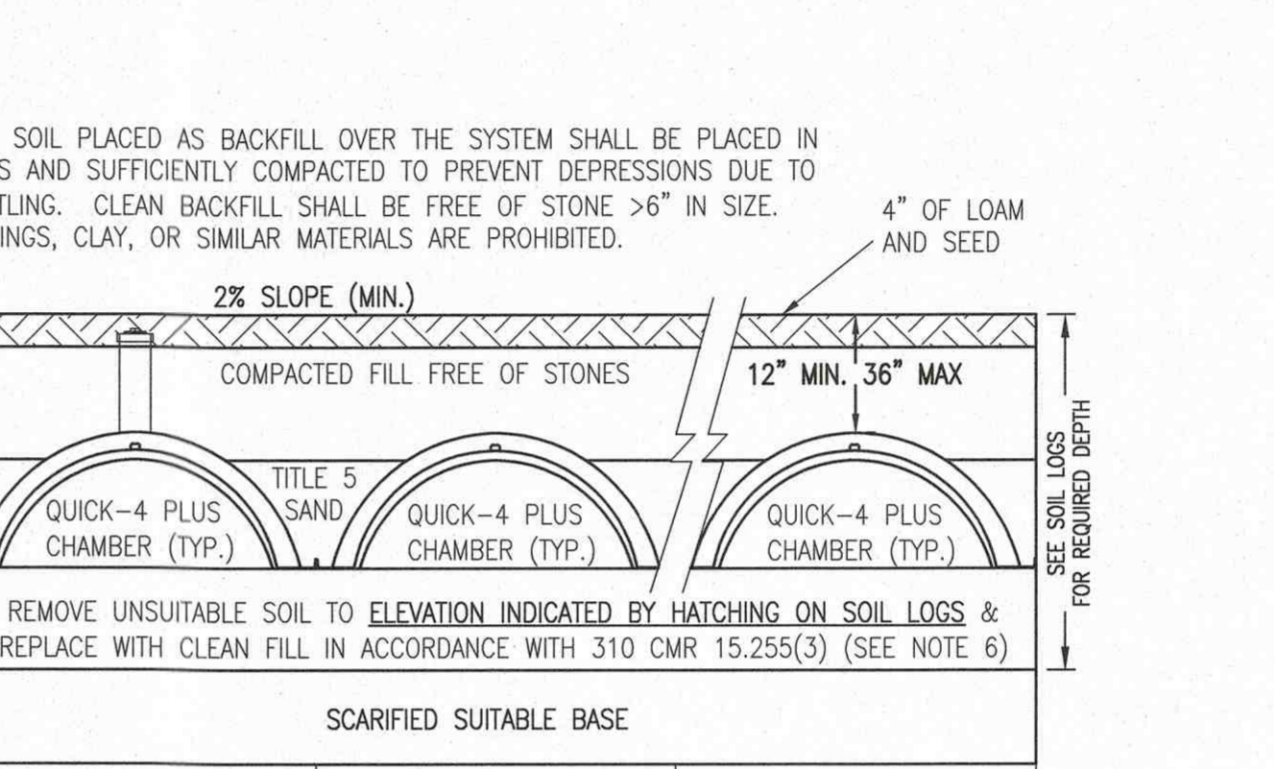 SOIL PLACED AS BACKFILL OVER THE SYSTEM SHALL BE PLACED IN
AND SUFFICIENTLY COMPACTED TO PREVENT DEPRESSIONS DUE TO
CLEAN BACKFILL SHALL BE FREE OF STONE >6" IN SIZE.
CLAY, OR SIMILAR MATERIALS ARE PROHIBITED.
4" OF LOAM
AND SEED
2% SLOPE (MIN.)
COMPACTED FILL FREE OF STONES
12" MIN. 36" MAX
TITLE 5
SAND
QUICK-4 PLUS
CHAMBER (TYP.)
QUICK-4 PLUS
CHAMBER (TYP.)
QUICK-4 PLUS
CHAMBER (TYP.)
SEE SOIL LOGS
FOR REQUIRED DEPTH
REMOVE UNSUITABLE SOIL TO ELEVATION INDICATED BY HATCHING ON SOIL LOGS &
REPLACE WITH CLEAN FILL IN ACCORDANCE WITH 310 CMR 15.255(3) (SEE NOTE 6)
SCARIFIED SUITABLE BASE